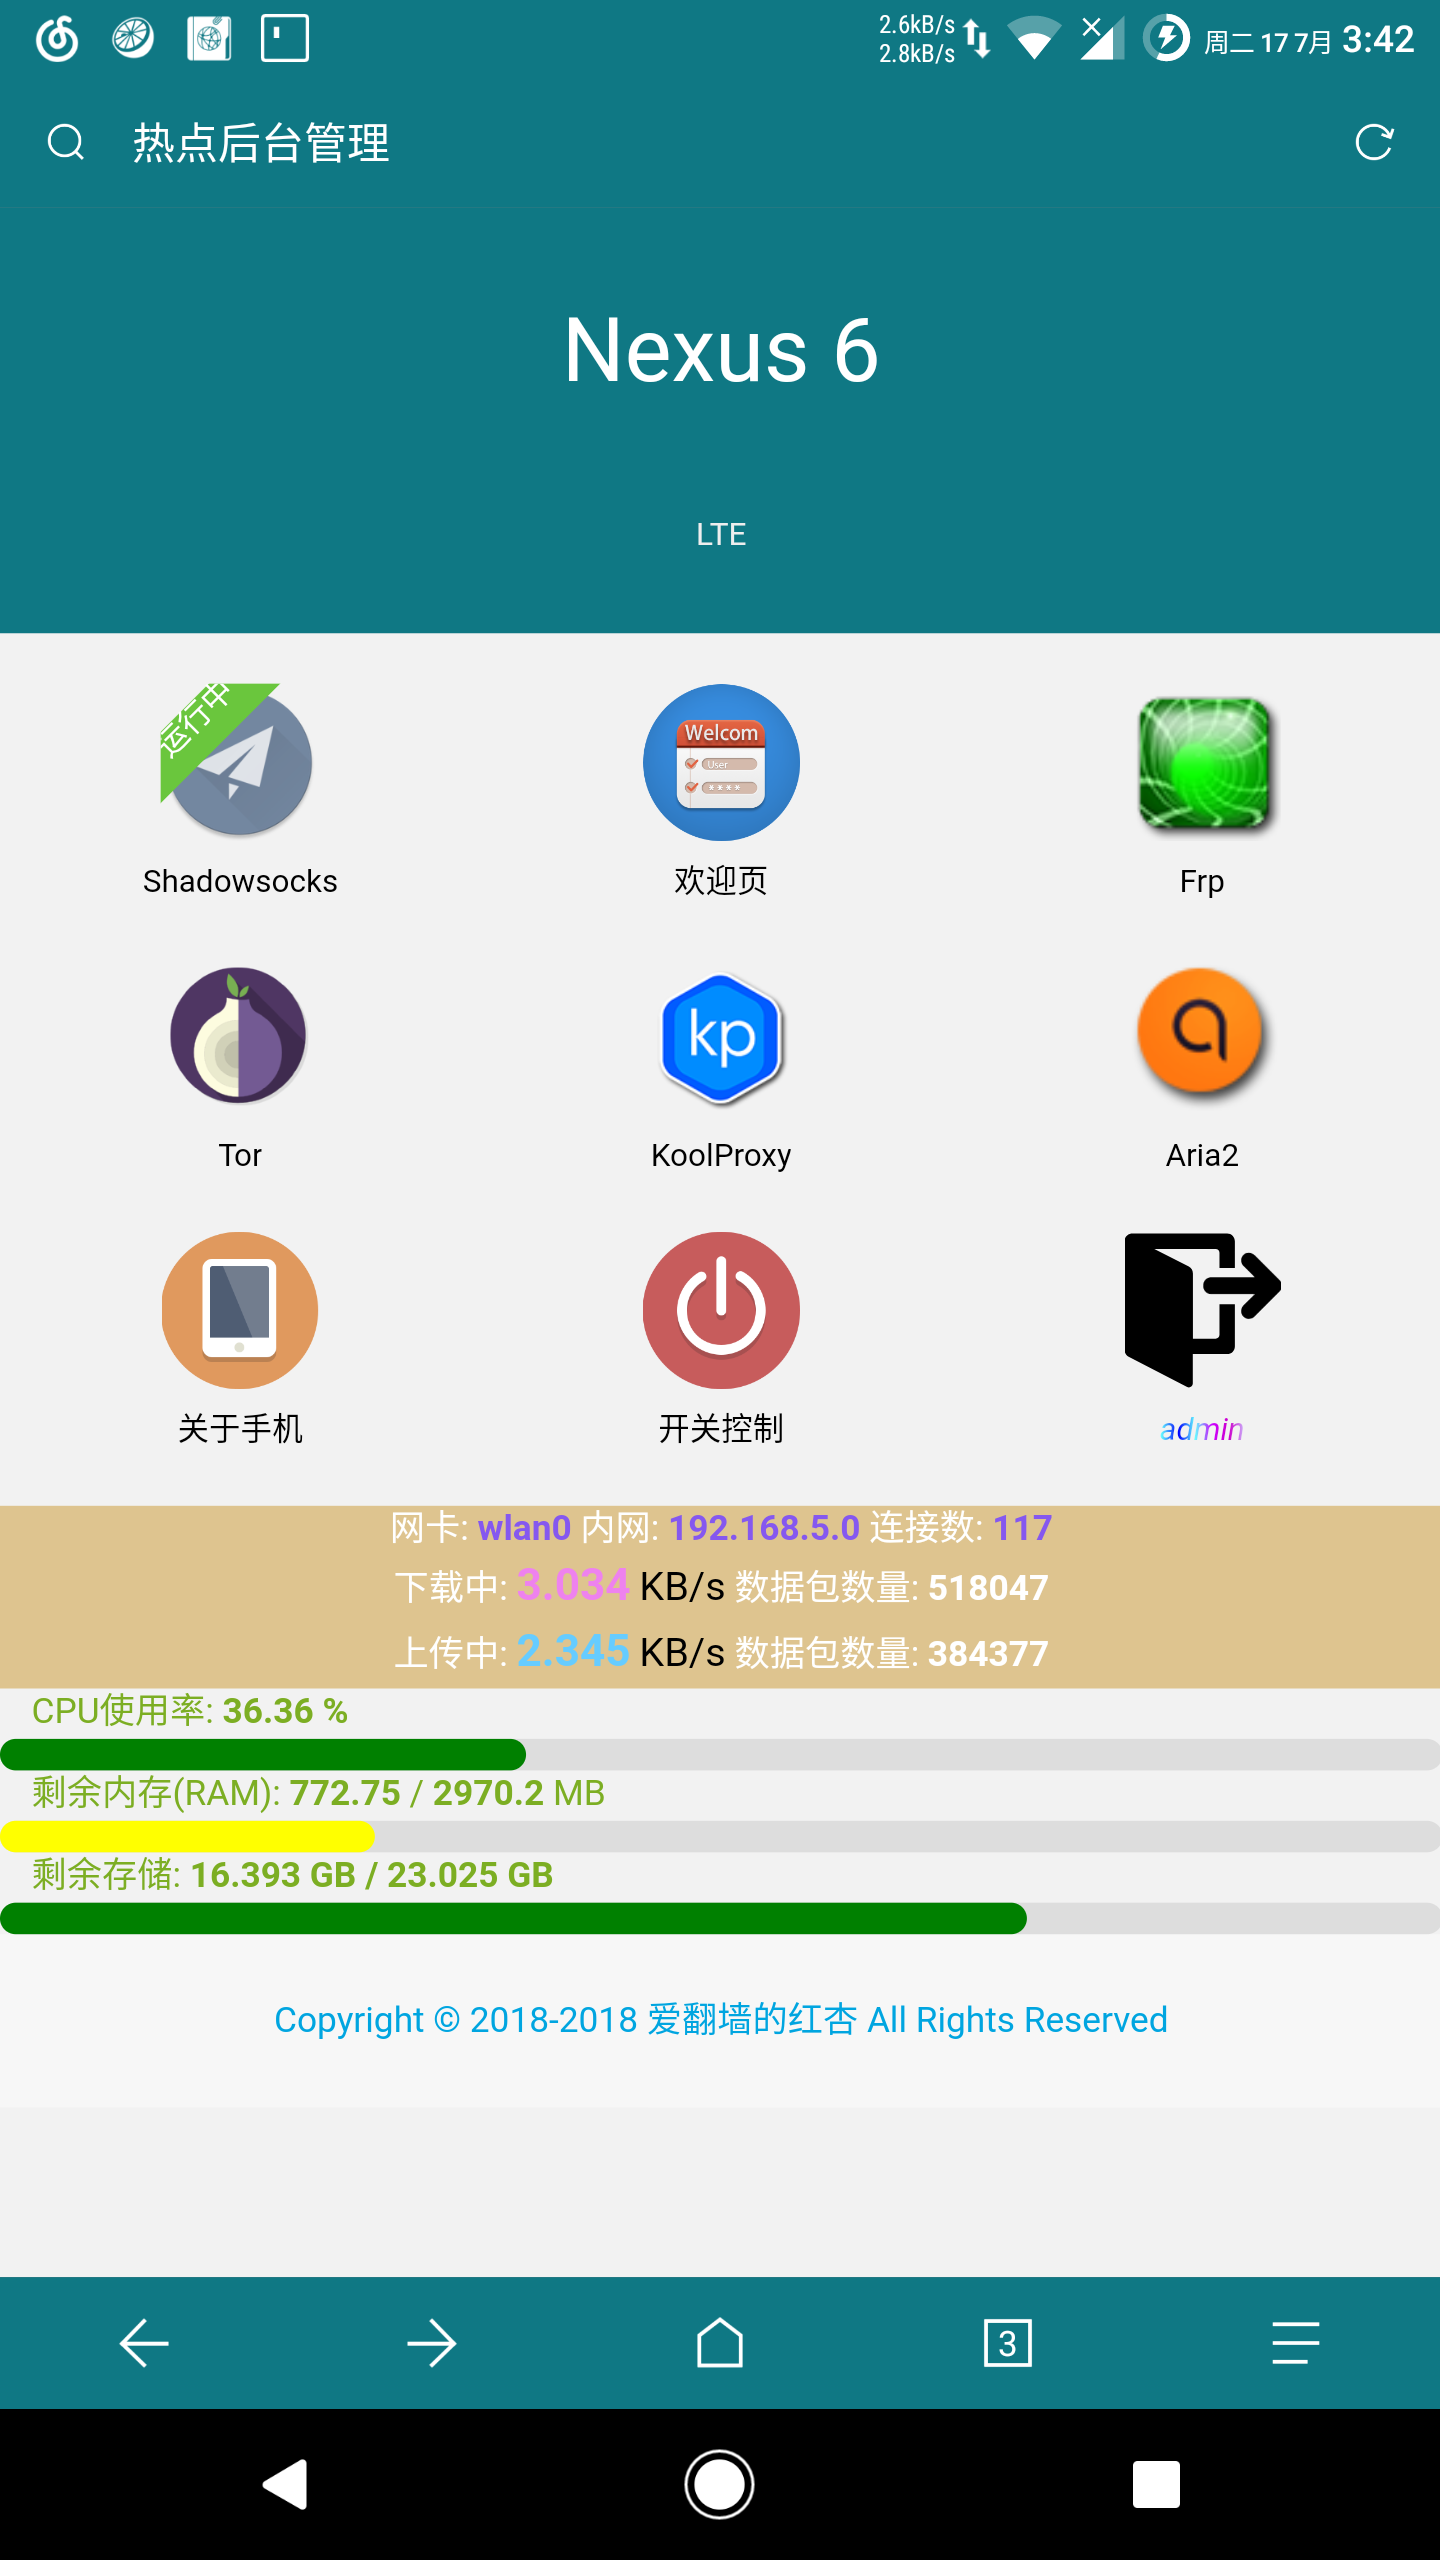 2.6kB/s
2.8kB/s
周二 17 7月 3:42
热点后台管理
Nexus 6
LTE
运行中
Welcom
User
****
Shadowsocks
欢迎页
Frp
kp
Tor
KoolProxy
Aria2
关于手机
开关控制
admin
网卡: wlan0 内网: 192.168.5.0 连接数: 117
下载中: 3.034 KB/s 数据包数量: 518047
上传中: 2.345 KB/s 数据包数量: 384377
CPU使用率: 36.36 %
剩余内存(RAM): 772.75 / 2970.2 MB
剩余存储: 16.393 GB / 23.025 GB
Copyright © 2018-2018 爱翻墙的红杏 All Rights Reserved
3